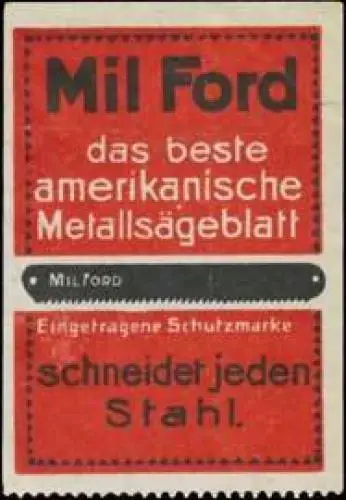 Mil Ford
das beste
amerikanische
Metallsägeblatt
MILFORD
Eingetragene Schutzmarke
schneidet jeden
Stahl.